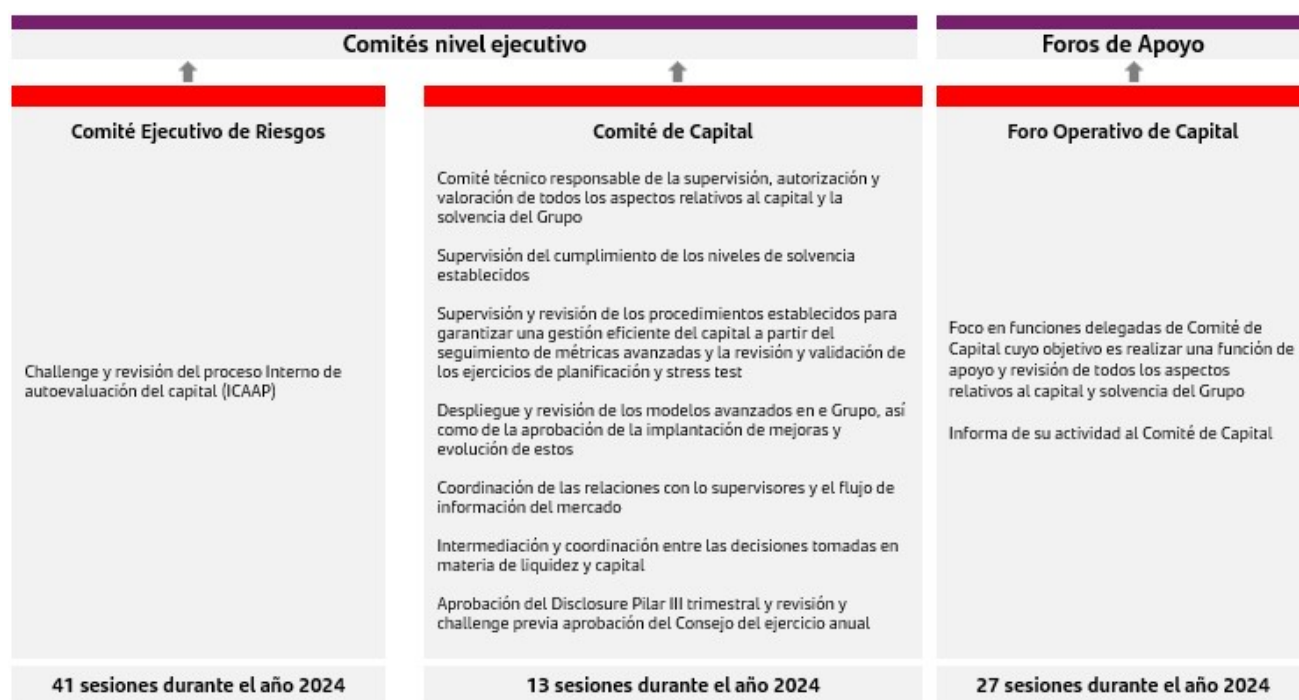 Comités nivel ejecutivo
Foros de Apoyo
Comité Ejecutivo de Riesgos
Challenge y revisión del proceso Interno de
autoevaluación del capital (ICAAP)
41 sesiones durante el año 2024
Comité de Capital
Comité técnico responsable de la supervisión, autorización y
valoración de todos los aspectos relativos al capital y la
solvencia del Grupo
Supervisión del cumplimiento de los niveles de solvencia
establecidos
Supervisión y revisión de los procedimientos establecidos para
garantizar una gestión eficiente del capital a partir del
seguimiento de métricas avanzadas y la revisión y validación de
los ejercicios de planificación y stress test
Despliegue y revisión de los modelos avanzados en e Grupo, así
como de la aprobación de la implantación de mejoras y
evolución de estos
Coordinación de las relaciones con lo supervisores y el flujo de
información del mercado
Intermediación y coordinación entre las decisiones tomadas en
materia de liquidez y capital
Aprobación del Disclosure Pilar III trimestral y revisión y
challenge previa aprobación del Consejo del ejercicio anual
13 sesiones durante el año 2024
Foro Operativo de Capital
Foco en funciones delegadas de Comité de
Capital cuyo objetivo es realizar una función de
apoyo y revisión de todos los aspectos
relativos al capital y solvencia del Grupo
Informa de su actividad al Comité de Capital
27 sesiones durante el año 2024